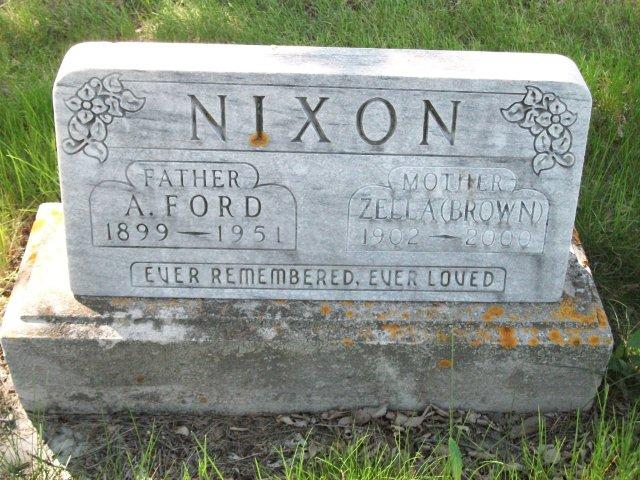 NIXON
FATHER
A. FORD
1899 — 1951
MOTHER
ZELLA (BROWN)
1902 — 2000
EVER REMEMBERED, EVER LOVED